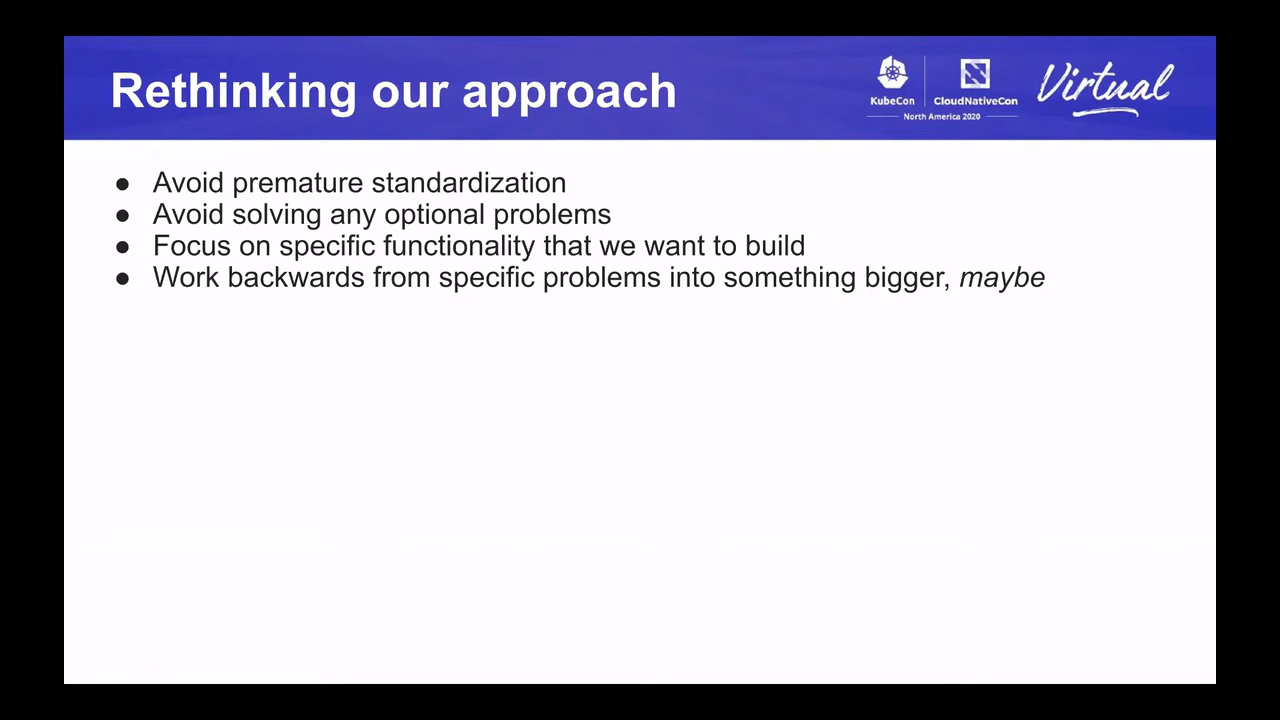 Rethinking our approach
KubeCon
CloudNativeCon
North America 2020
Virtual
● Avoid premature standardization
● Avoid solving any optional problems
● Focus on specific functionality that we want to build
● Work backwards from specific problems into something bigger, maybe